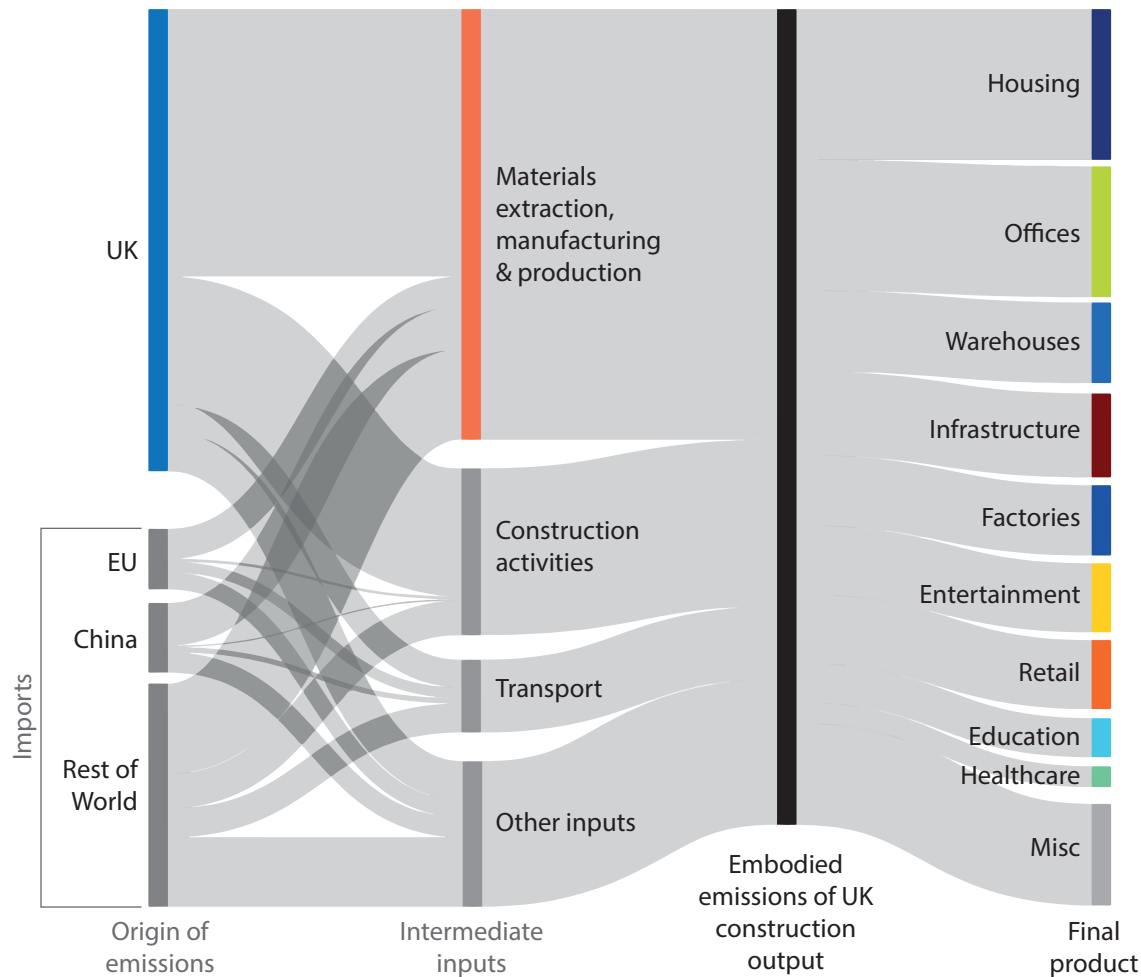 UK
EU
China
Rest of
World
Imports
Origin of
emissions
Materials
extraction,
manufacturing
& production
Construction
activities
Transport
Other inputs
Intermediate
inputs
Embodied
emissions of UK
construction
output
Housing
Offices
Warehouses
Infrastructure
Factories
Entertainment
Retail
Education
Healthcare
Misc
Final
product